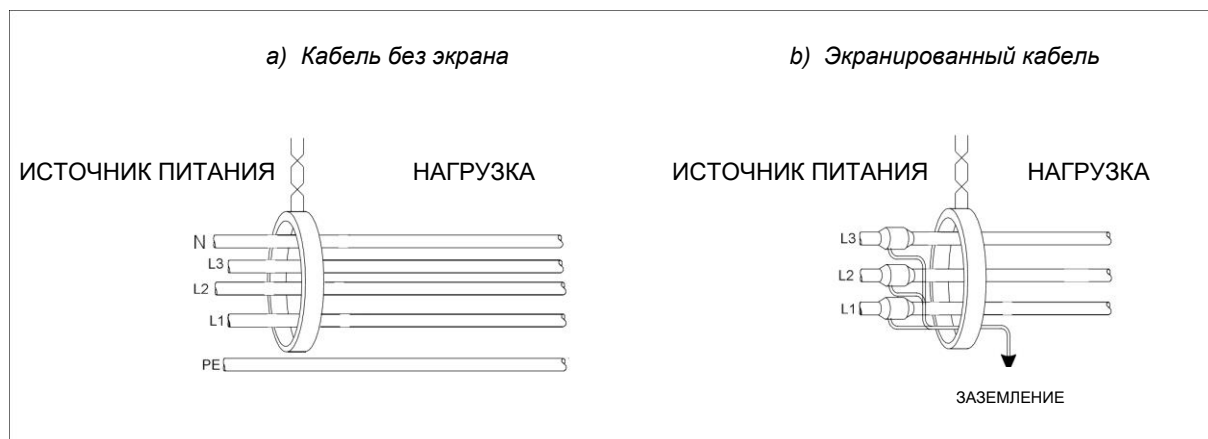 a) Кабель без экрана
ИСТОЧНИК ПИТАНИЯ
НАГРУЗКА
N
L3
L2
L1
PE
b) Экранированный кабель
ИСТОЧНИК ПИТАНИЯ
НАГРУЗКА
L3
L2
L1
ЗАЗЕМЛЕНИЕ